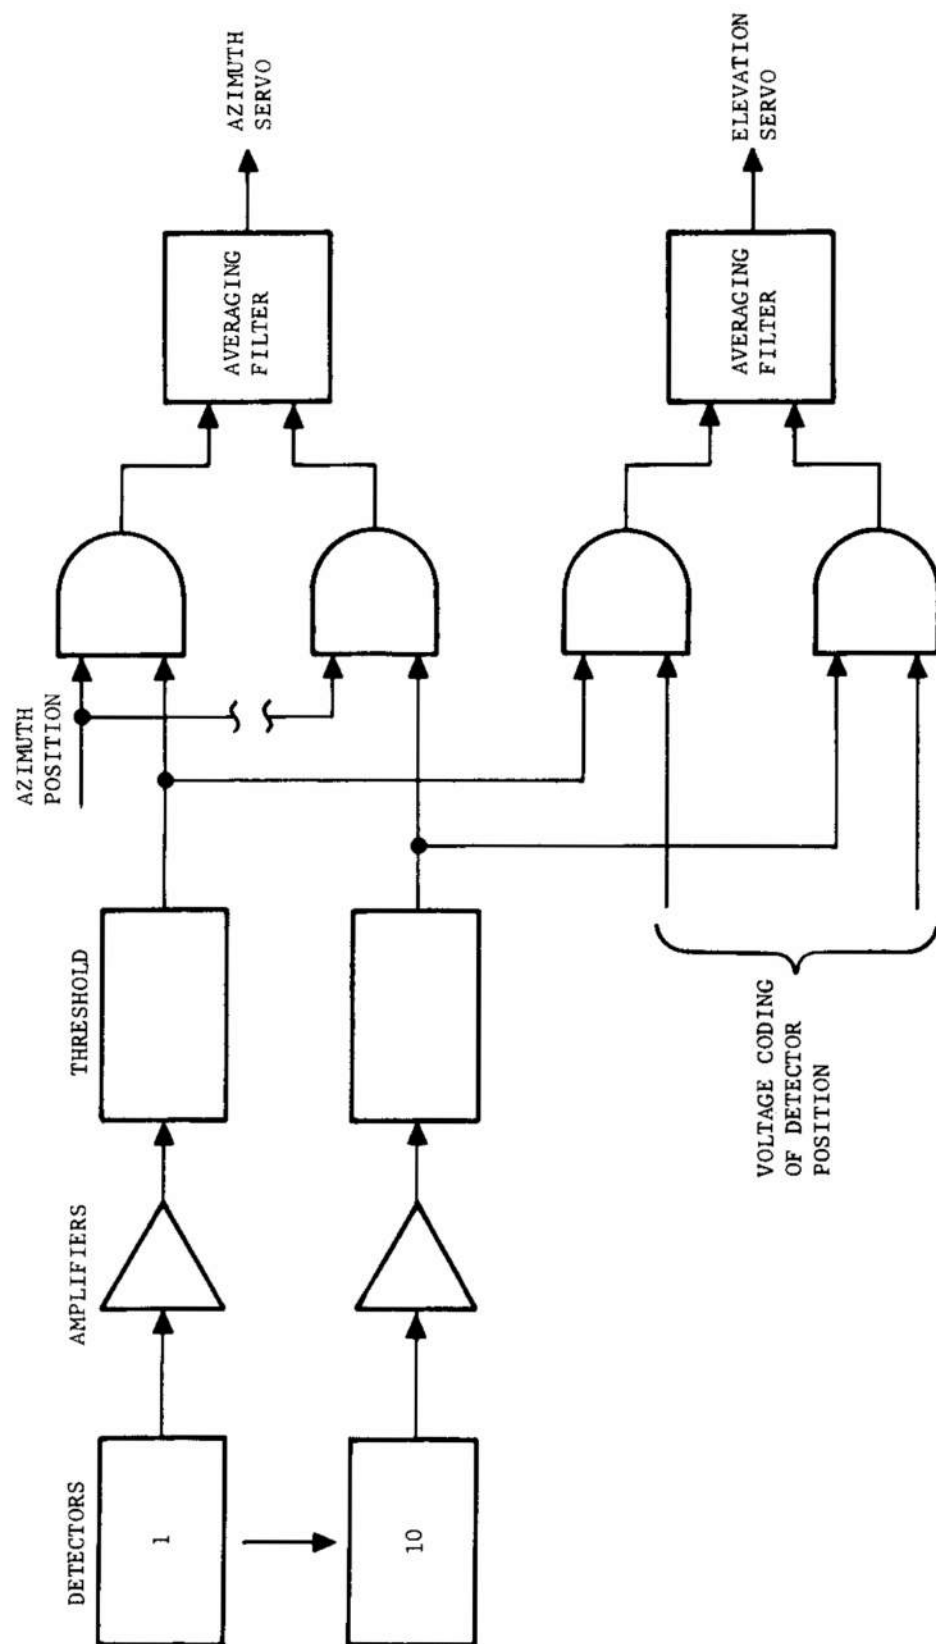 DETECTORS
1
10
AMPLIFIERS
THRESHOLD
AZIMUTH
POSITION
VOLTAGE CODING
OF DETECTOR
POSITION
AVERAGING
FILTER
AVERAGING
FILTER
AZIMUTH
SERVO
ELEVATION
SERVO